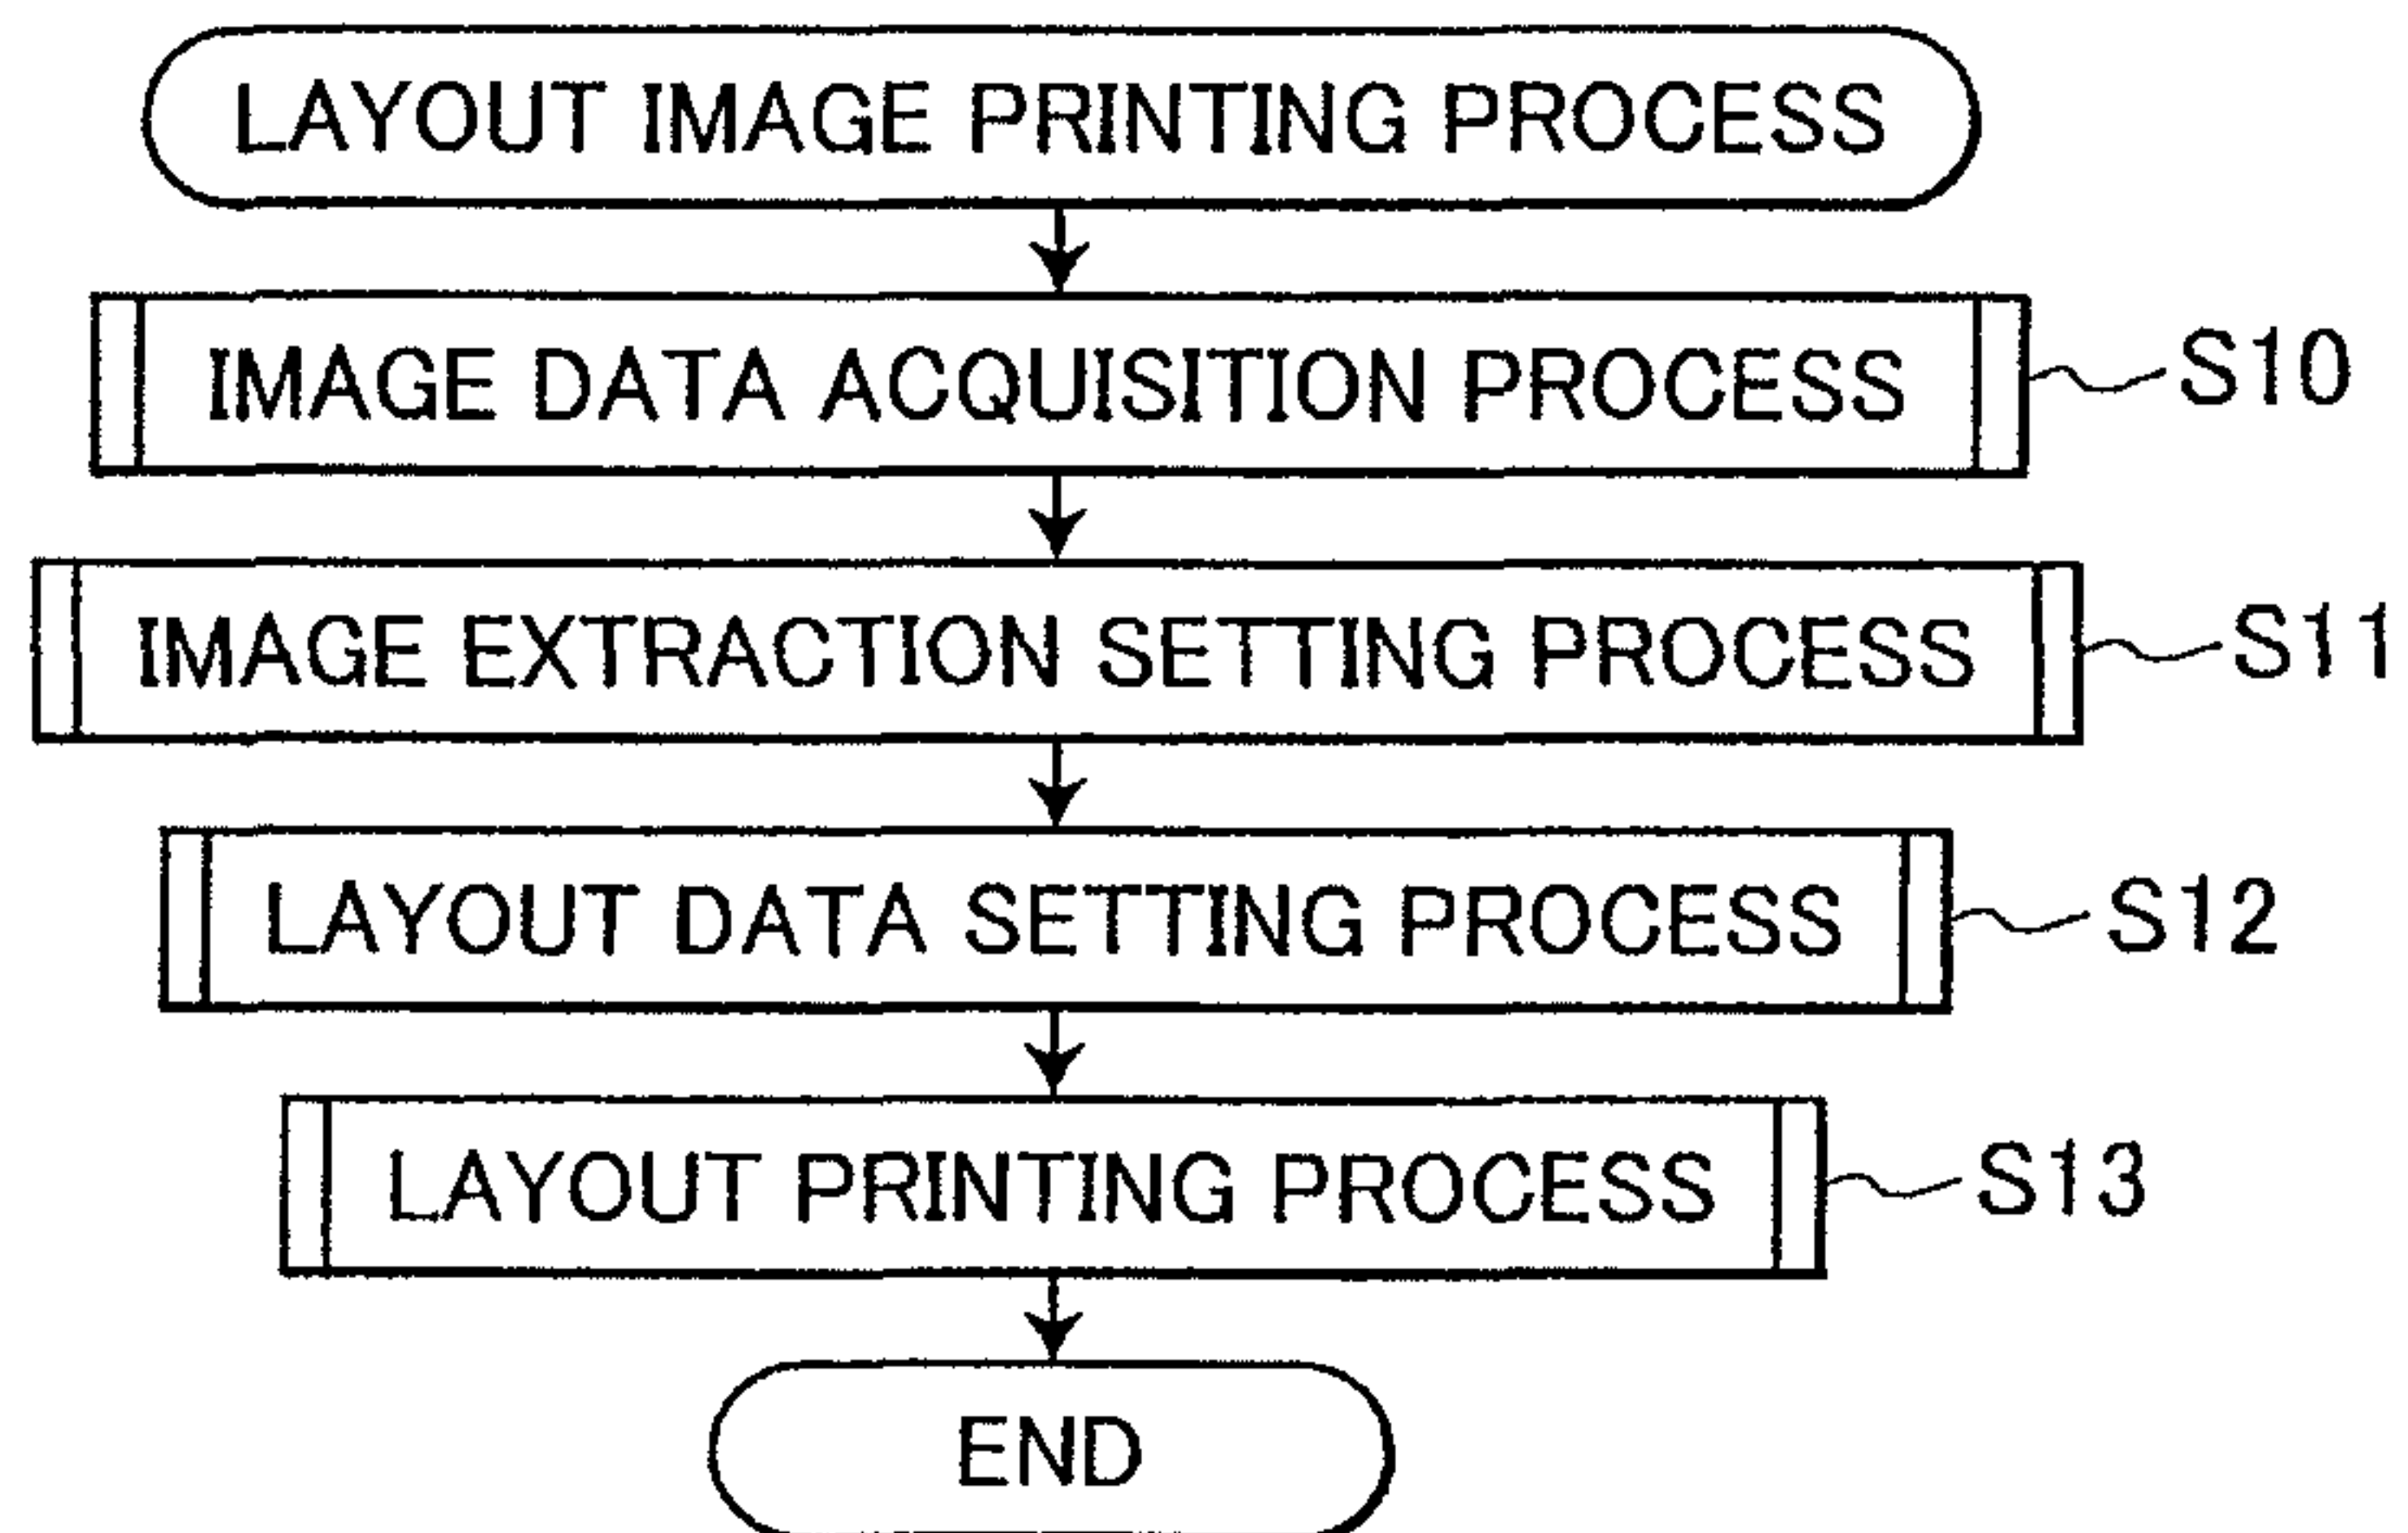 LAYOUT IMAGE PRINTING PROCESS
IMAGE DATA ACQUISITION PROCESS S10
IMAGE EXTRACTION SETTING PROCESS S11
LAYOUT DATA SETTING PROCESS S12
LAYOUT PRINTING PROCESS S13
END